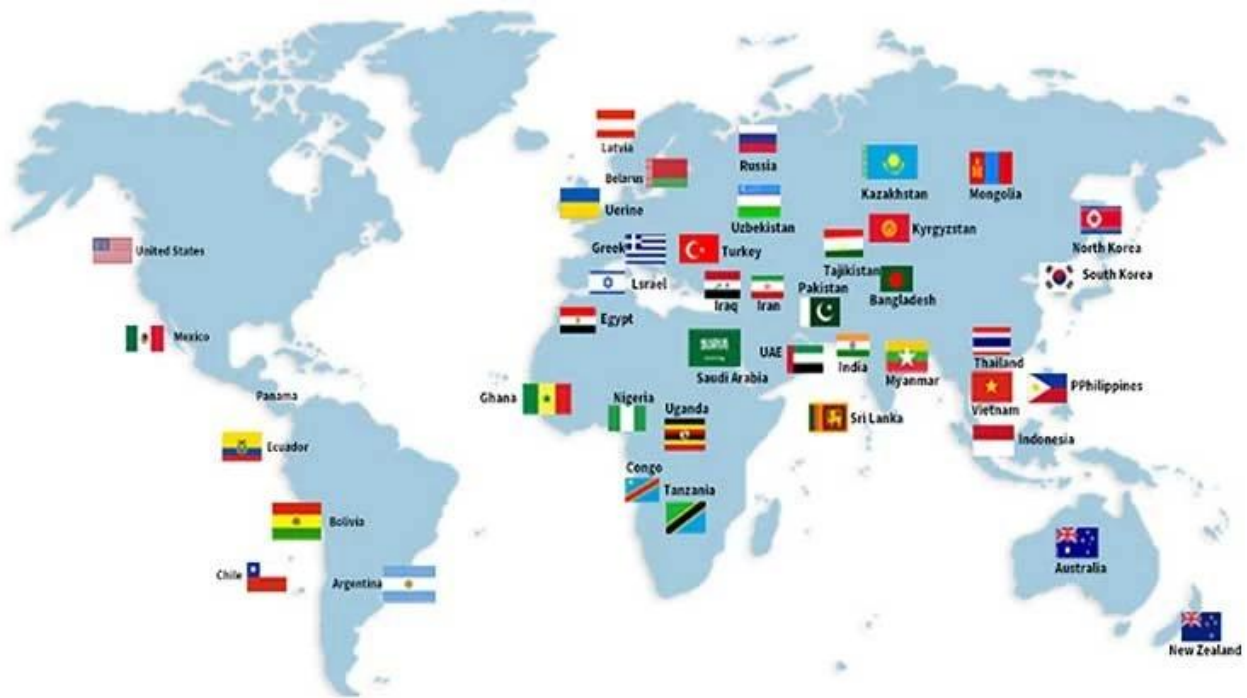 Latvia
Russia
Belarus
Kazakhstan
Mongolia
Uerine
Uzbekistan
Kyrgyzstan
North Korea
United States
Greek
Turkey
Tajikistan
South Korea
Lsrael
Iraq
Iran
Pakistan
Bangladesh
Egypt
Mexico
Saudi Arabia
UAE
India
Myanmar
Thailand
Panama
Ghana
Nigeria
Uganda
Sri Lanka
Vietnam
PPhilippines
Ecuador
Indonesia
Congo
Tanzania
Bolivia
Chile
Argentina
Australia
New Zealand